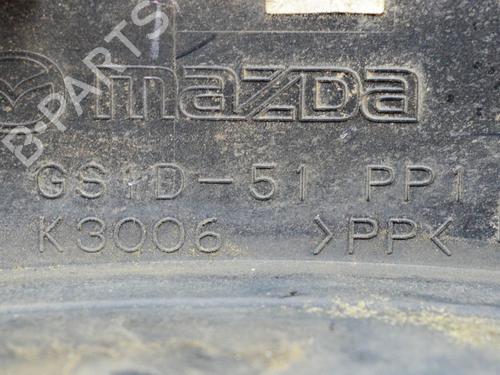 B-PARTS
mazda
GS1D-51 PP1
K3006 >PP<